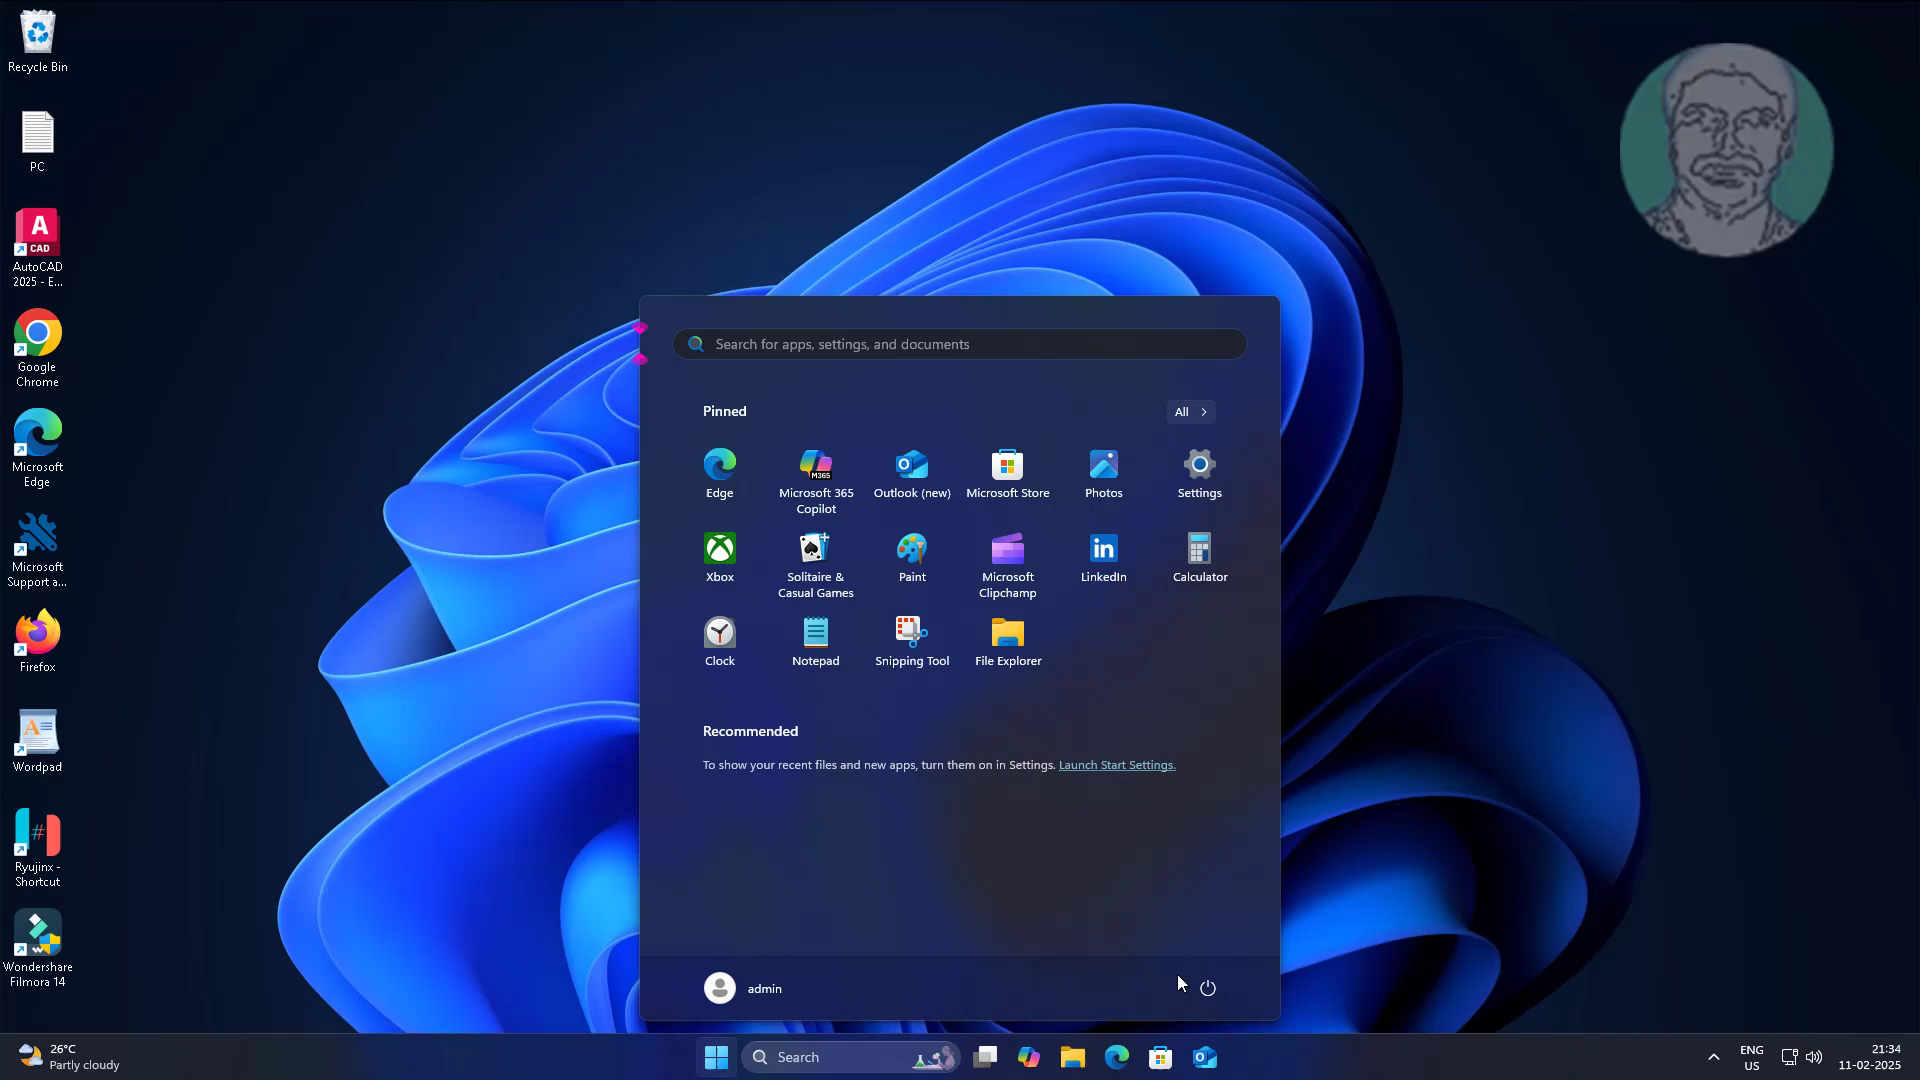 Recycle Bin
PC
A
CAD
AutoCAD
2025 - E...
Google
Chrome
Microsoft
Edge
Microsoft
Support a...
Firefox
A
Wordpad
#
Ryujinx -
Shortcut
Wondershare
Filmora 14
Search for apps, settings, and documents
Pinned
All
Edge
M365
Microsoft 365
Copilot
Outlook (new)
Microsoft Store
Photos
Settings
Xbox
Solitaire &
Casual Games
Paint
Microsoft
Clipchamp
in
LinkedIn
Calculator
Clock
Notepad
Snipping Tool
File Explorer
Recommended
To show your recent files and new apps, turn them on in Settings. Launch Start Settings.
admin
26°C
Partly cloudy
Search
ENG
US
21:34
11-02-2025